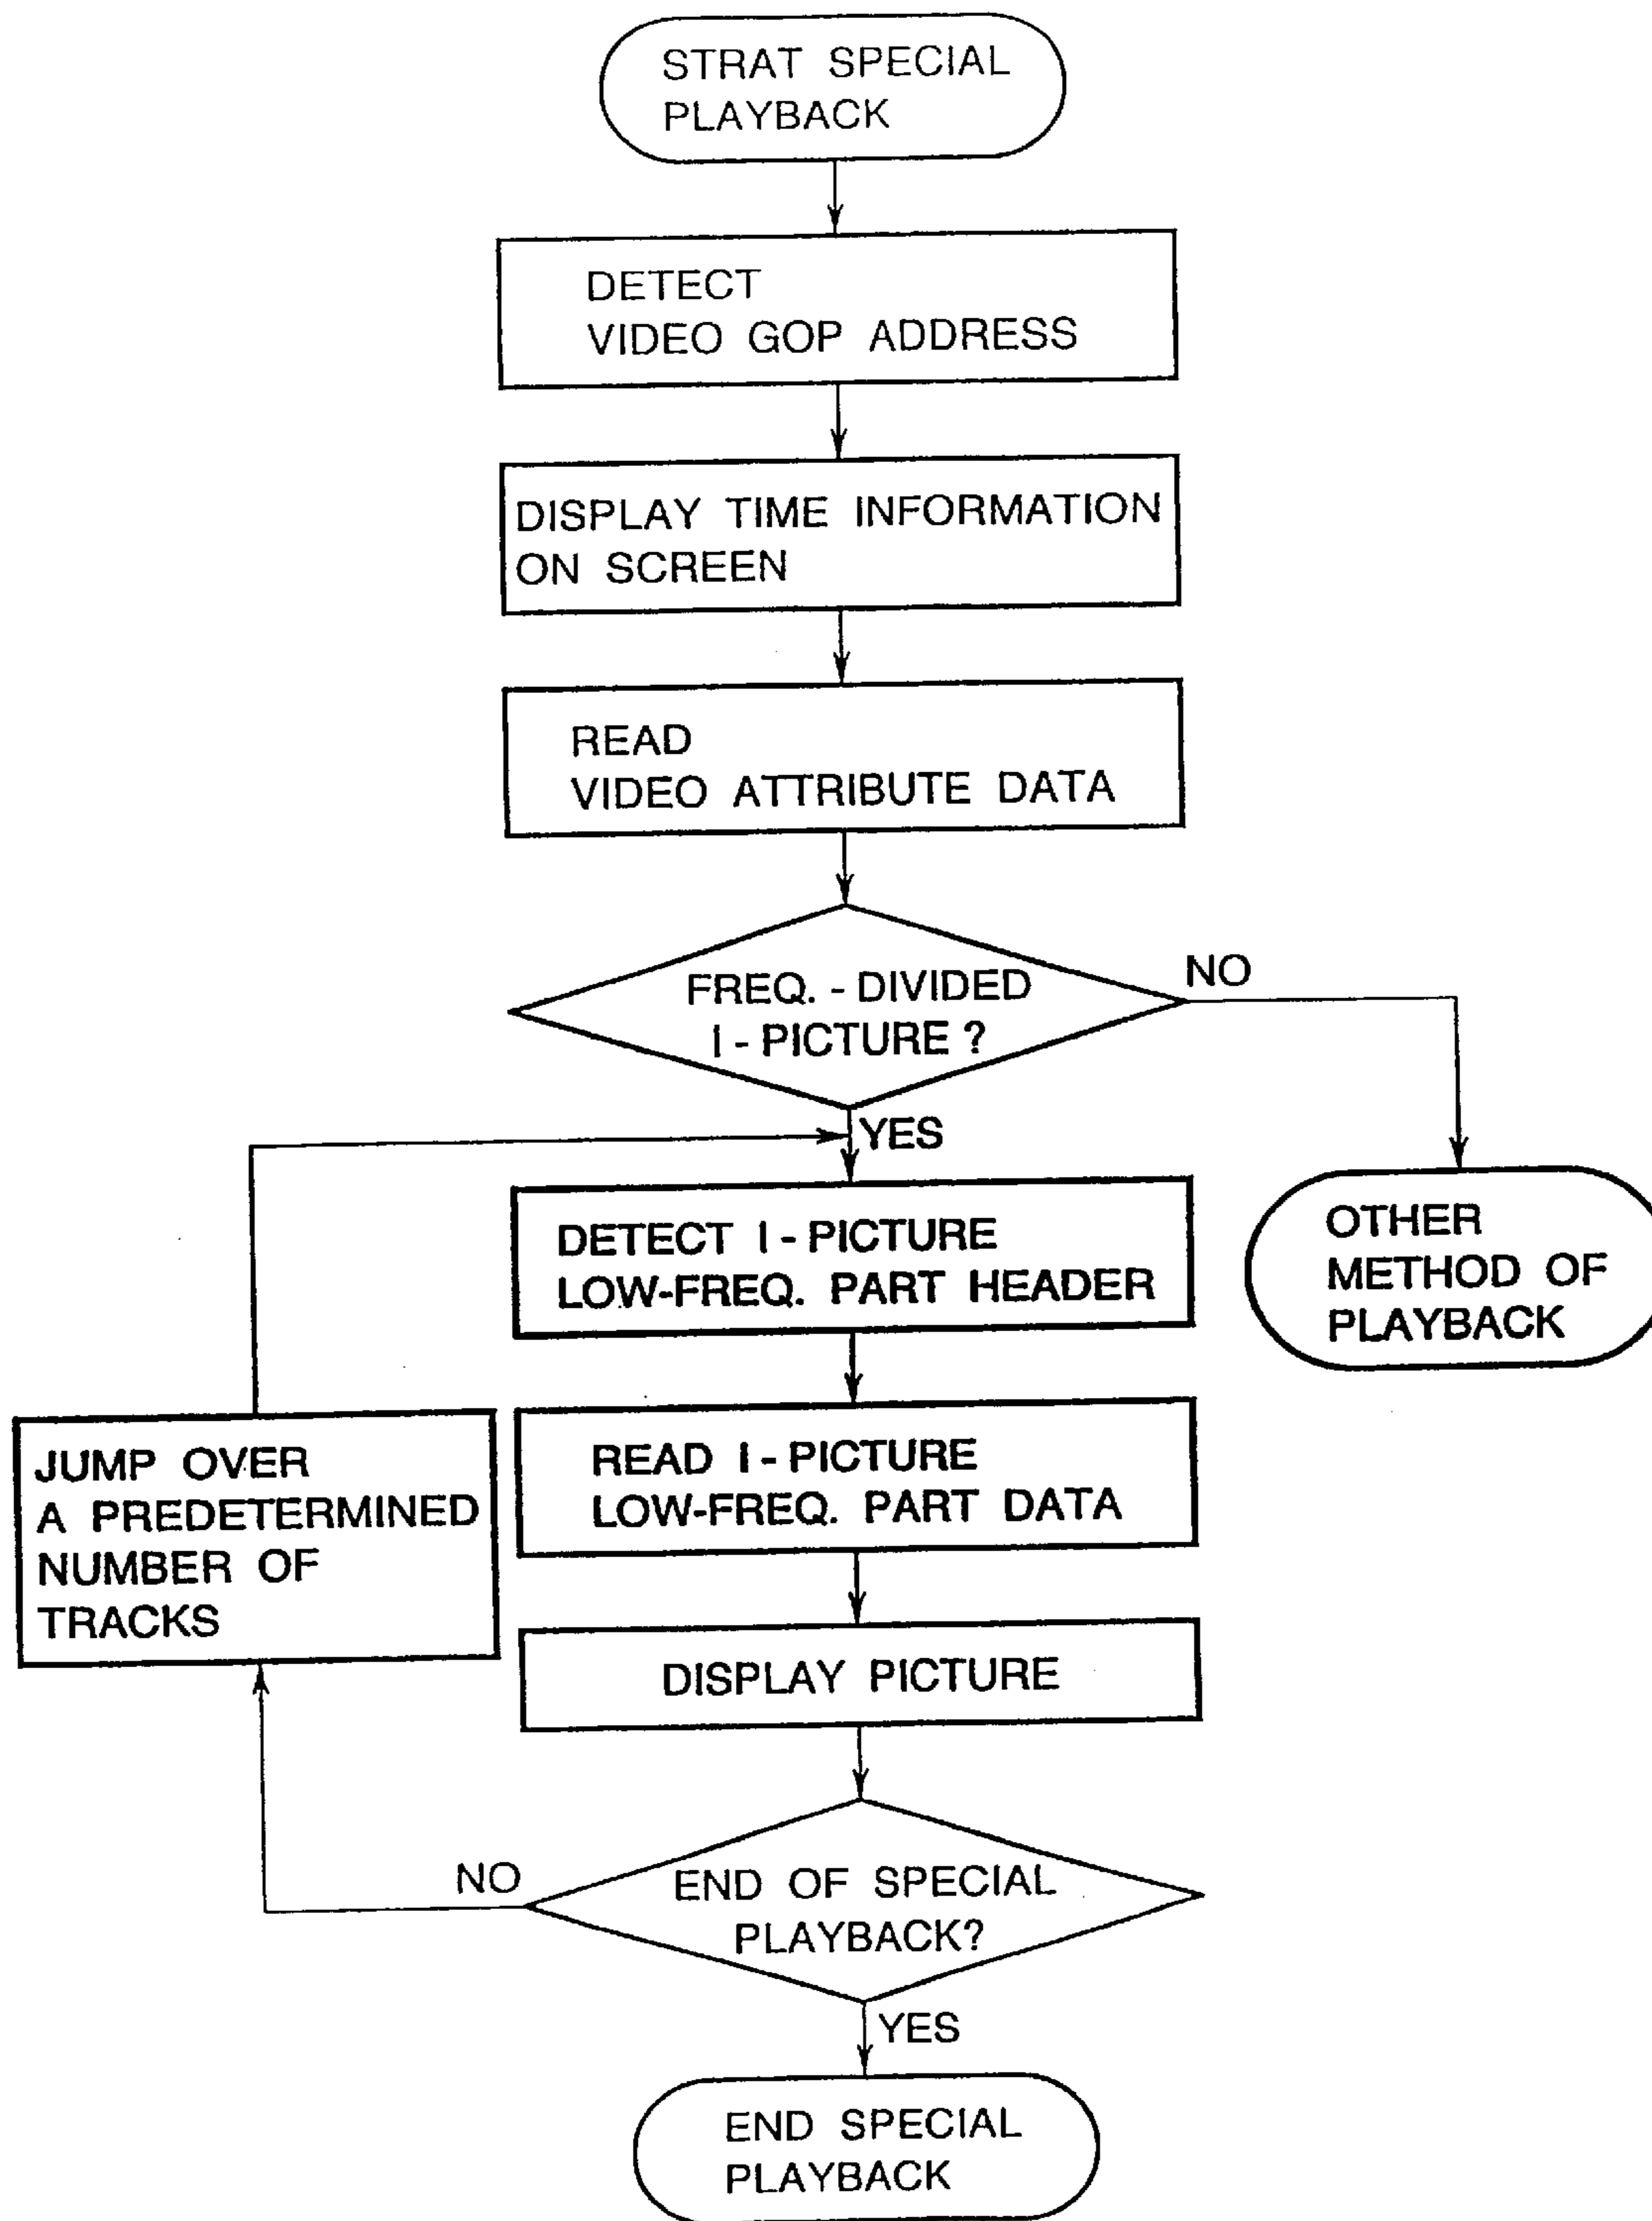 STRAT SPECIAL
PLAYBACK
DETECT
VIDEO GOP ADDRESS
DISPLAY TIME INFORMATION
ON SCREEN
READ
VIDEO ATTRIBUTE DATA
FREQ. - DIVIDED
I - PICTURE ?
NO
YES
DETECT I - PICTURE
LOW-FREQ. PART HEADER
OTHER
METHOD OF
PLAYBACK
READ I - PICTURE
LOW-FREQ. PART DATA
JUMP OVER
A PREDETERMINED
NUMBER OF
TRACKS
DISPLAY PICTURE
END OF SPECIAL
PLAYBACK?
NO
YES
END SPECIAL
PLAYBACK